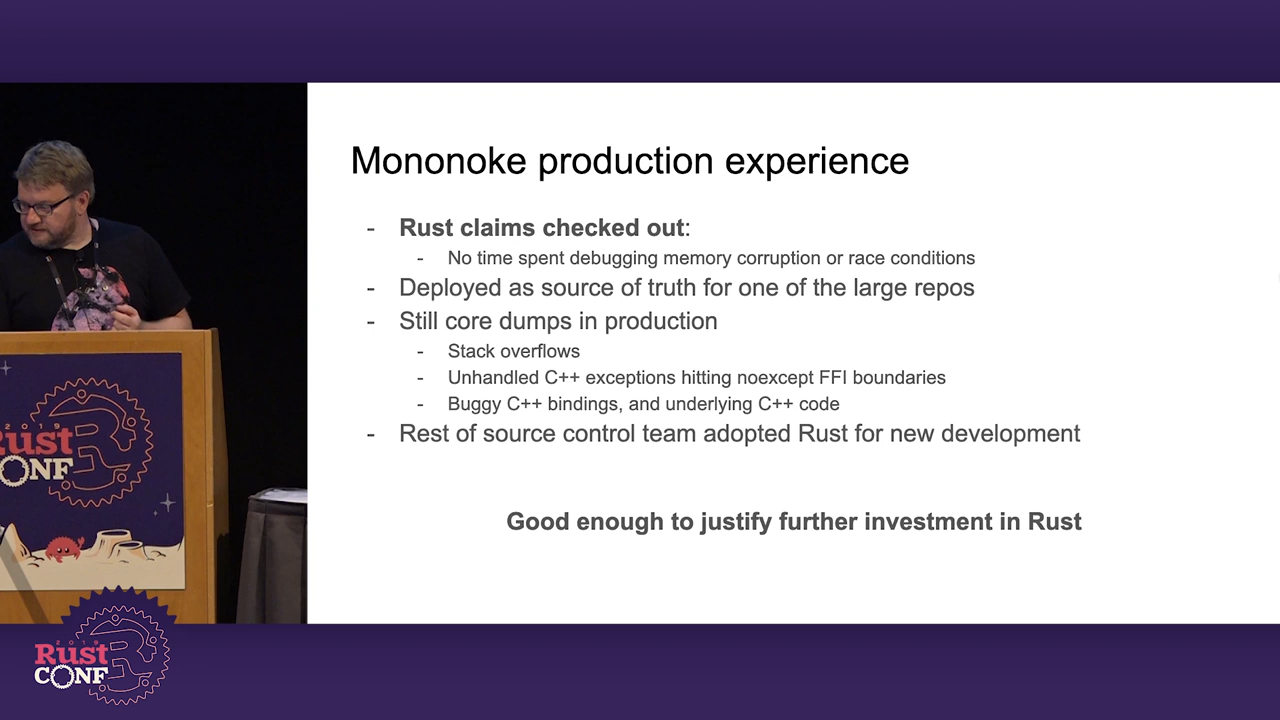 Mononoke production experience
- Rust claims checked out:
- No time spent debugging memory corruption or race conditions
- Deployed as source of truth for one of the large repos
- Still core dumps in production
- Stack overflows
- Unhandled C++ exceptions hitting noexcept FFI boundaries
- Buggy C++ bindings, and underlying C++ code
- Rest of source control team adopted Rust for new development
Good enough to justify further investment in Rust
2019
Rust
CONF
2019
Rust
CONF